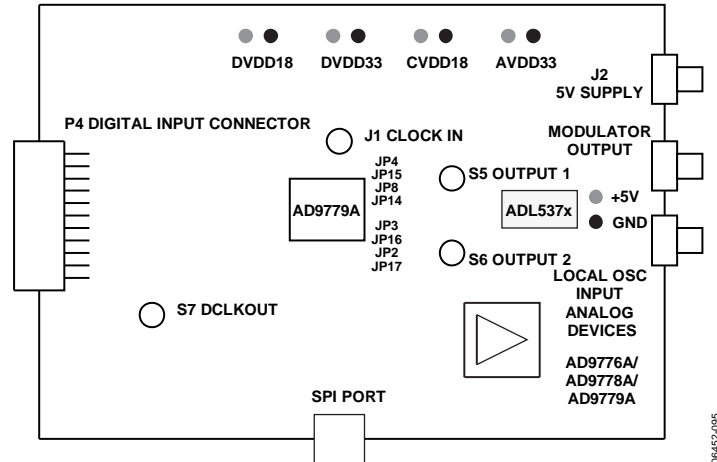 DVDD18 DVDD33 CVDD18 AVDD33
J2
5V SUPPLY
P4 DIGITAL INPUT CONNECTOR
J1 CLOCK IN
MODULATOR
OUTPUT
JP4
JP15
JP8
JP14
S5 OUTPUT 1
AD9779A
ADL537x
+5V
GND
JP3
JP16
JP2
JP17
S6 OUTPUT 2
LOCAL OSC
INPUT
ANALOG
DEVICES
S7 DCLKOUT
AD9776A/
AD9778A/
AD9779A
SPI PORT
06452-095